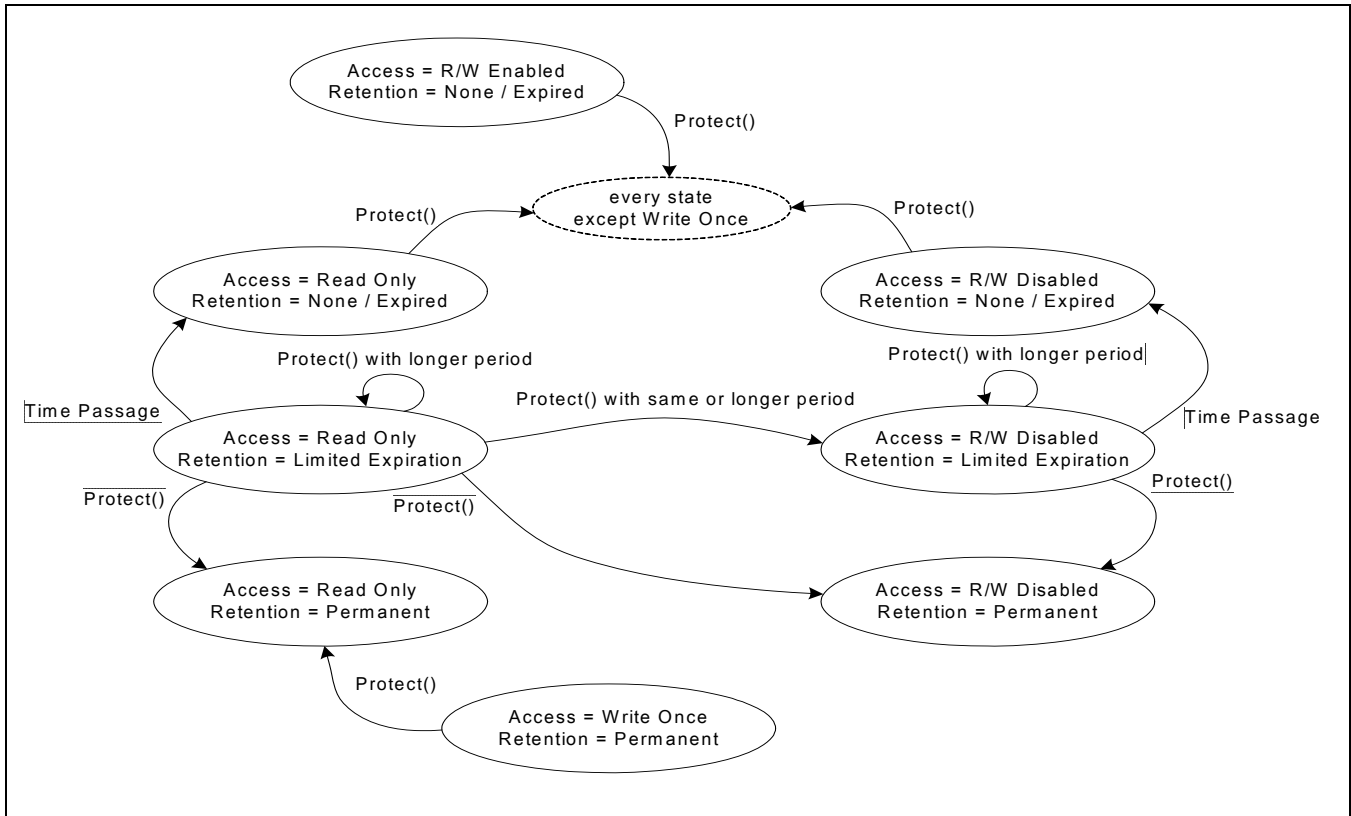 Access = R/W Enabled
Retention = None / Expired
Protect()
every state
except Write Once
Protect()
Protect()
Access = Read Only
Retention = None / Expired
Access = R/W Disabled
Retention = None / Expired
Protect() with longer period
Protect() with longer period
Time Passage
Protect() with same or longer period
Time Passage
Access = Read Only
Retention = Limited Expiration
Access = R/W Disabled
Retention = Limited Expiration
Protect()
Protect()
Protect()
Access = Read Only
Retention = Permanent
Access = R/W Disabled
Retention = Permanent
Protect()
Access = Write Once
Retention = Permanent